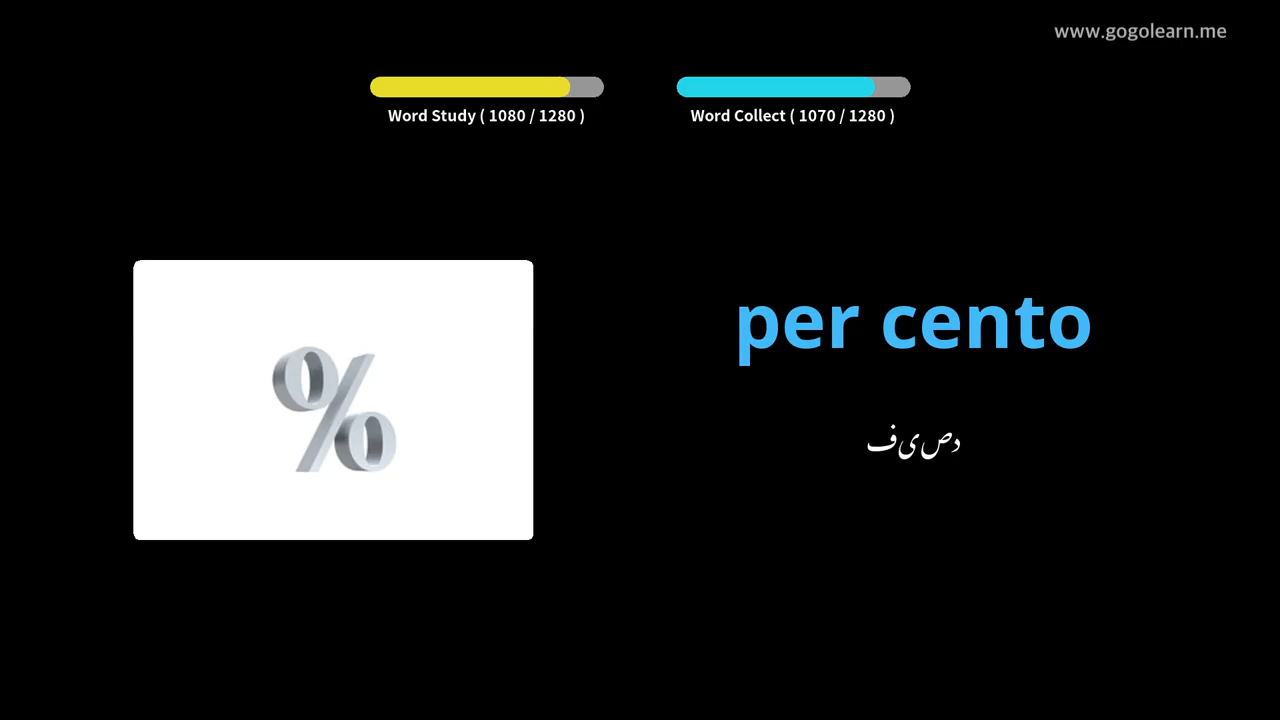 www.gogolearn.me
Word Study ( 1080 / 1280 )
Word Collect ( 1070 / 1280 )
%
per cento
فیصد